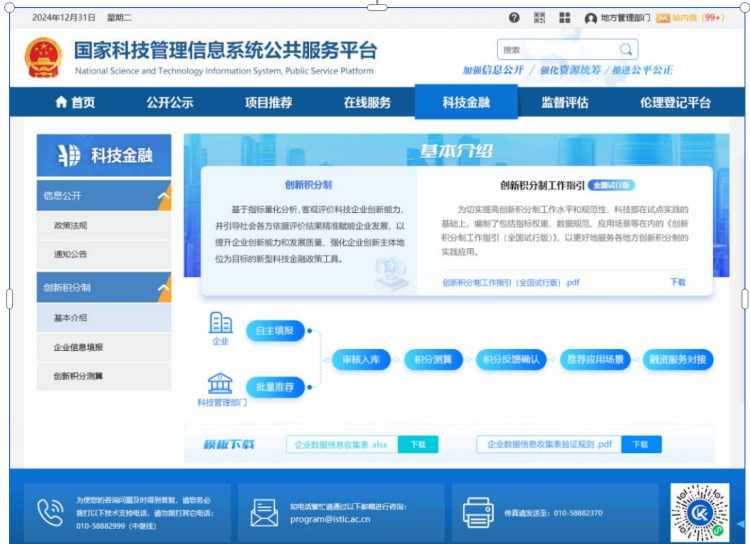 2024年12月31日 星期二
地方管理部门 站内信 (99+)
国家科技管理信息系统公共服务平台
National Science and Technology Information System, Public Service Platform
搜索
加强信息公开 / 强化资源统筹 / 推进公平公正
首页 公开公示 项目推荐 在线服务 科技金融 监督评估 伦理登记平台
科技金融
信息公开
政策法规
通知公告
创新积分制
基本介绍
企业信息填报
创新积分测算
基本介绍
创新积分制
基于指标量化分析,客观评价科技企业创新能力,
并引导社会各方依据评价结果精准赋能企业发展,以
提升企业创新能力和发展质量、强化企业创新主体地
位为目标的新型科技金融政策工具。
创新积分制工作指引 全国试行版
为切实提高创新积分制工作水平和规范性,科技部在试点实践的
基础上,编制了包括指标权重、数据规范、应用场景等在内的《创新
积分制工作指引(全国试行版)》,以更好地服务各地方创新积分制的
实践应用。
创新积分制工作指引(全国试行版).pdf 下载
企业
自主填报
科技管理部门
批量推荐
审核入库 积分测算 积分反馈确认 推荐应用场景 融资服务对接
模板下载 企业数据信息收集表.xlsx 下载 企业数据信息收集表验证规则.pdf 下载
为使您的咨询问题及时得到答复,请您务必
拨打以下技术支持电话,请勿拨打其它电话:
010-58882999(中继线)
如电话繁忙请通过以下邮箱进行咨询:
program@istic.ac.cn
传真请发送至:010-58882370